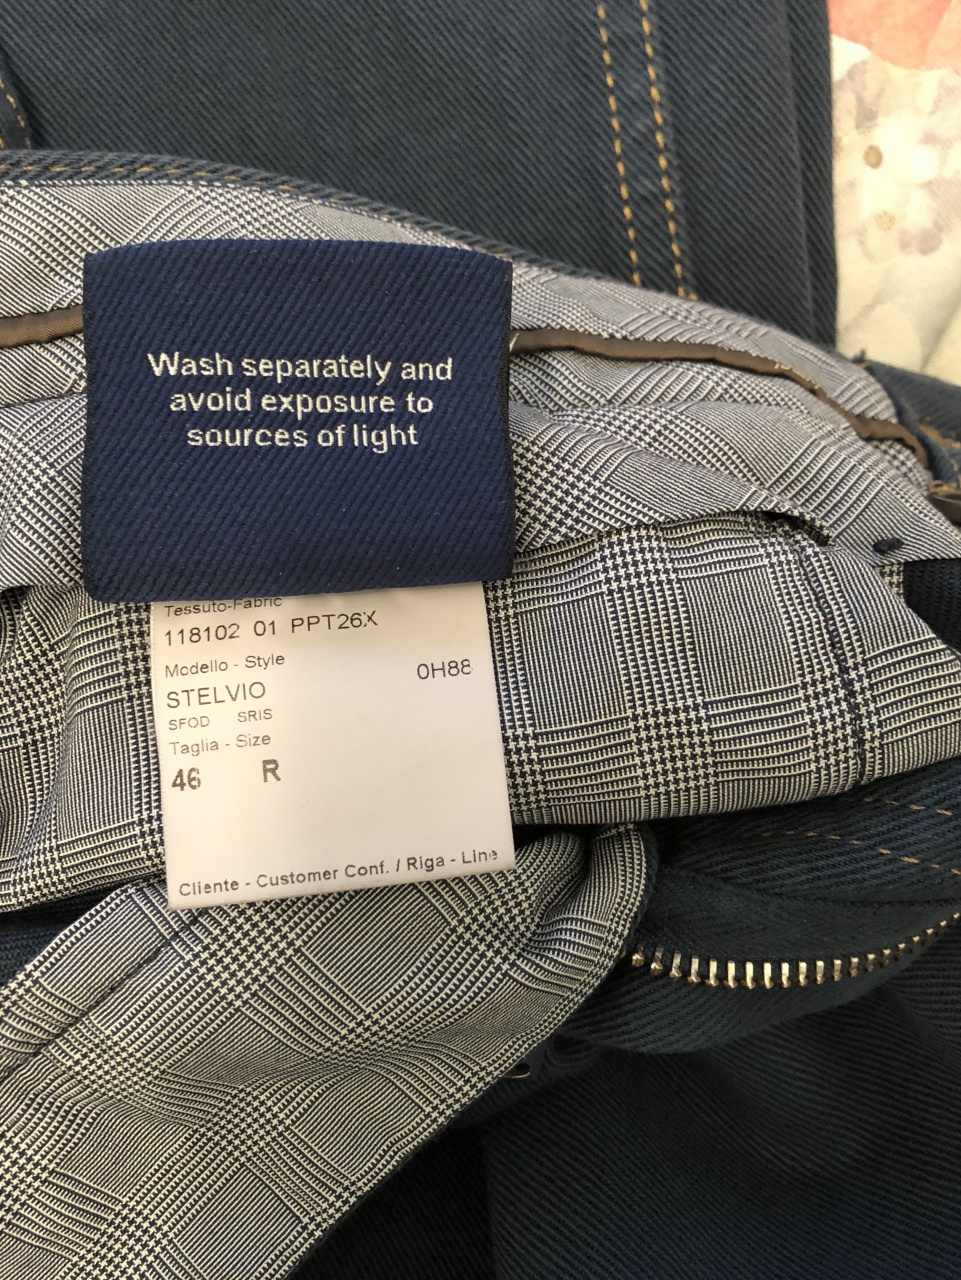 Wash separately and
avoid exposure to
sources of light
Tessuto-Fabric
118102 01 PPT26X
Modello - Style
0H88
STELVIO
SFOD SRIS
Taglia - Size
46 R
Cliente - Customer Conf. / Riga - Line